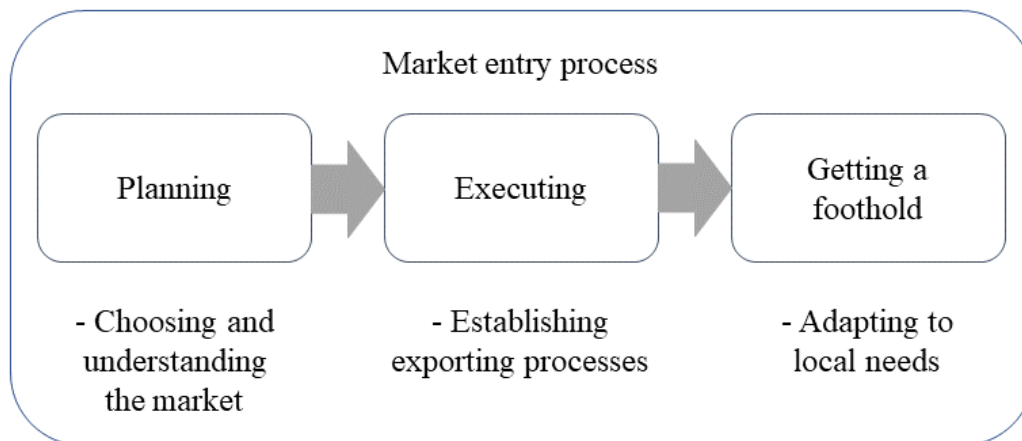 Market entry process
Planning
Executing
Getting a
foothold
- Choosing and
understanding
the market
- Establishing
exporting processes
- Adapting to
local needs